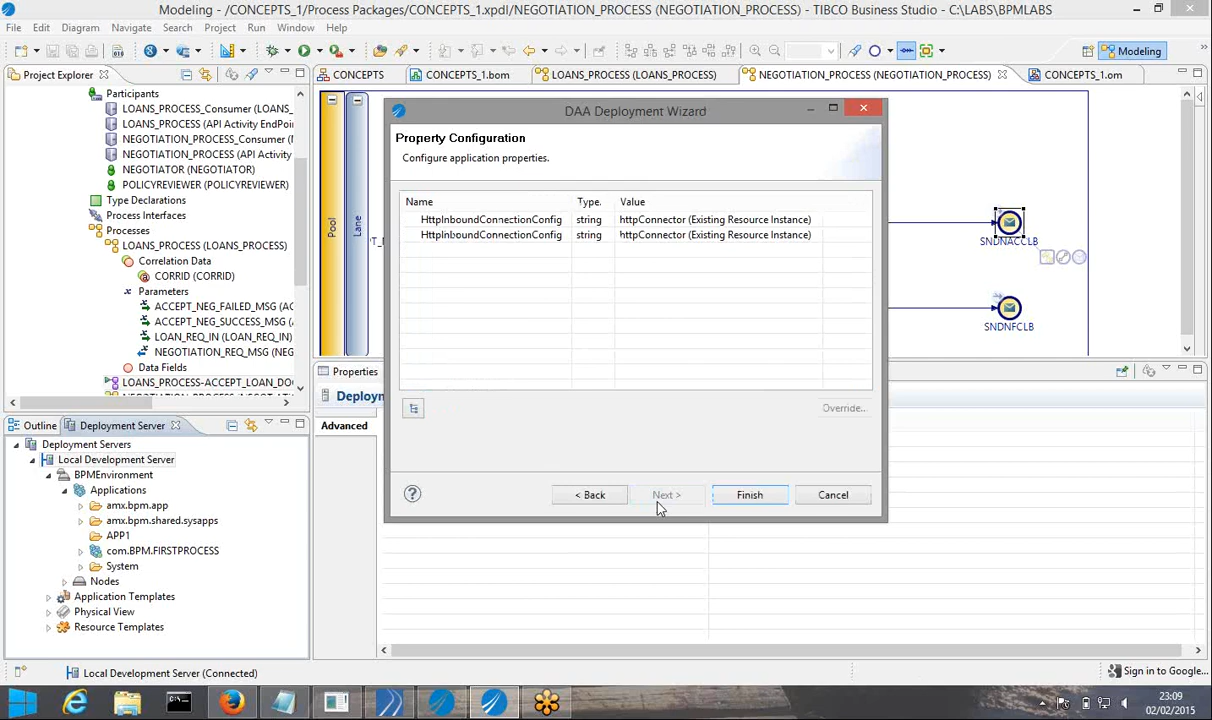 Modeling - /CONCEPTS_1/Process Packages/CONCEPTS_1.xpdl/NEGOTIATION_PROCESS (NEGOTIATION_PROCESS) - TIBCO Business Studio - C:\LABS\BPMLABS
File Edit Diagram Navigate Search Project Run Window Help
Modeling
Project Explorer
CONCEPTS
CONCEPTS_1.bom
LOANS_PROCESS (LOANS_PROCESS)
NEGOTIATION_PROCESS (NEGOTIATION_PROCESS)
CONCEPTS_1.om
Participants
LOANS_PROCESS_Consumer (LOANS_
LOANS_PROCESS (API Activity EndPoin
NEGOTIATION_PROCESS_Consumer (N
NEGOTIATION_PROCESS (API Activity
NEGOTIATOR (NEGOTIATOR)
POLICYREVIEWER (POLICYREVIEWER)
Type Declarations
Process Interfaces
Processes
LOANS_PROCESS (LOANS_PROCESS)
Correlation Data
CORRID (CORRID)
Parameters
ACCEPT_NEG_FAILED_MSG (AC
ACCEPT_NEG_SUCCESS_MSG (A
LOAN_REQ_IN (LOAN_REQ_IN)
NEGOTIATION_REQ_MSG (NEG
Data Fields
LOANS_PROCESS-ACCEPT_LOAN_DO
Pool
Lane
SNDNACCLB
SNDNFCLB
DAA Deployment Wizard
Property Configuration
Configure application properties.
Name Type. Value
HttpInboundConnectionConfig string httpConnector (Existing Resource Instance)
HttpInboundConnectionConfig string httpConnector (Existing Resource Instance)
Override..
< Back Next > Finish Cancel
Properties
Deployn
Advanced
Outline
Deployment Server
Deployment Servers
Local Development Server
BPMEnvironment
Applications
amx.bpm.app
amx.bpm.shared.sysapps
APP1
com.BPM.FIRSTPROCESS
System
Nodes
Application Templates
Physical View
Resource Templates
Local Development Server (Connected)
Sign in to Google...
23:09
02/02/2015